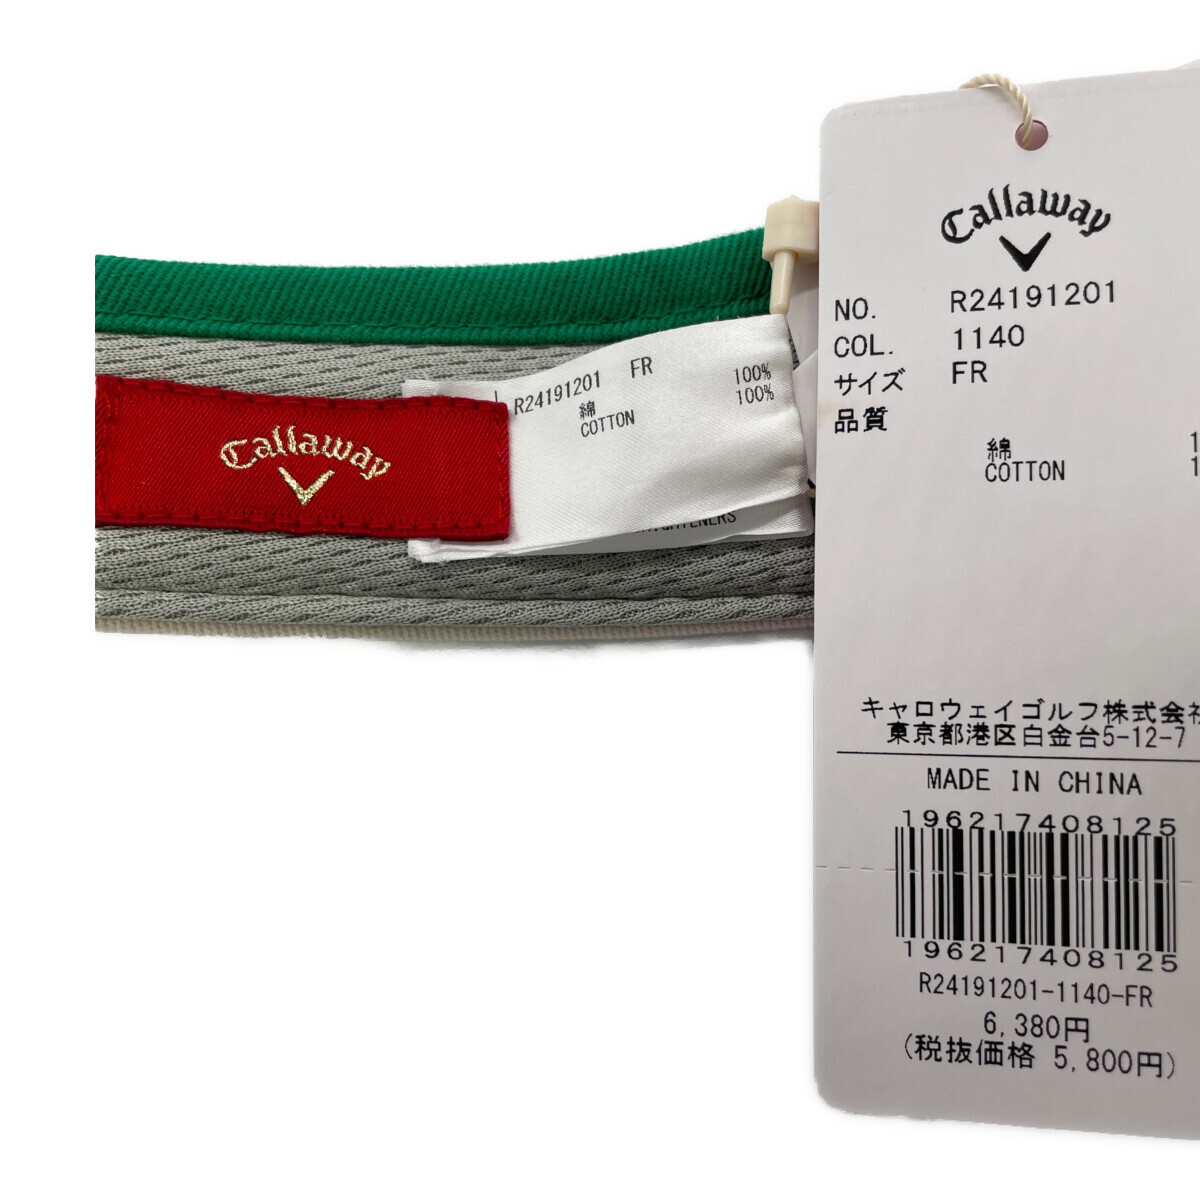 Callaway
R24191201 FR
綿 100%
COTTON 100%
Callaway
NO. R24191201
COL. 1140
サイズ FR
品質
綿 1
COTTON 1
キャロウェイゴルフ株式会社
東京都港区白金台5-12-7
MADE IN CHINA
196217408125
196217408125
R24191201-1140-FR
6,380円
(税抜価格 5,800円)